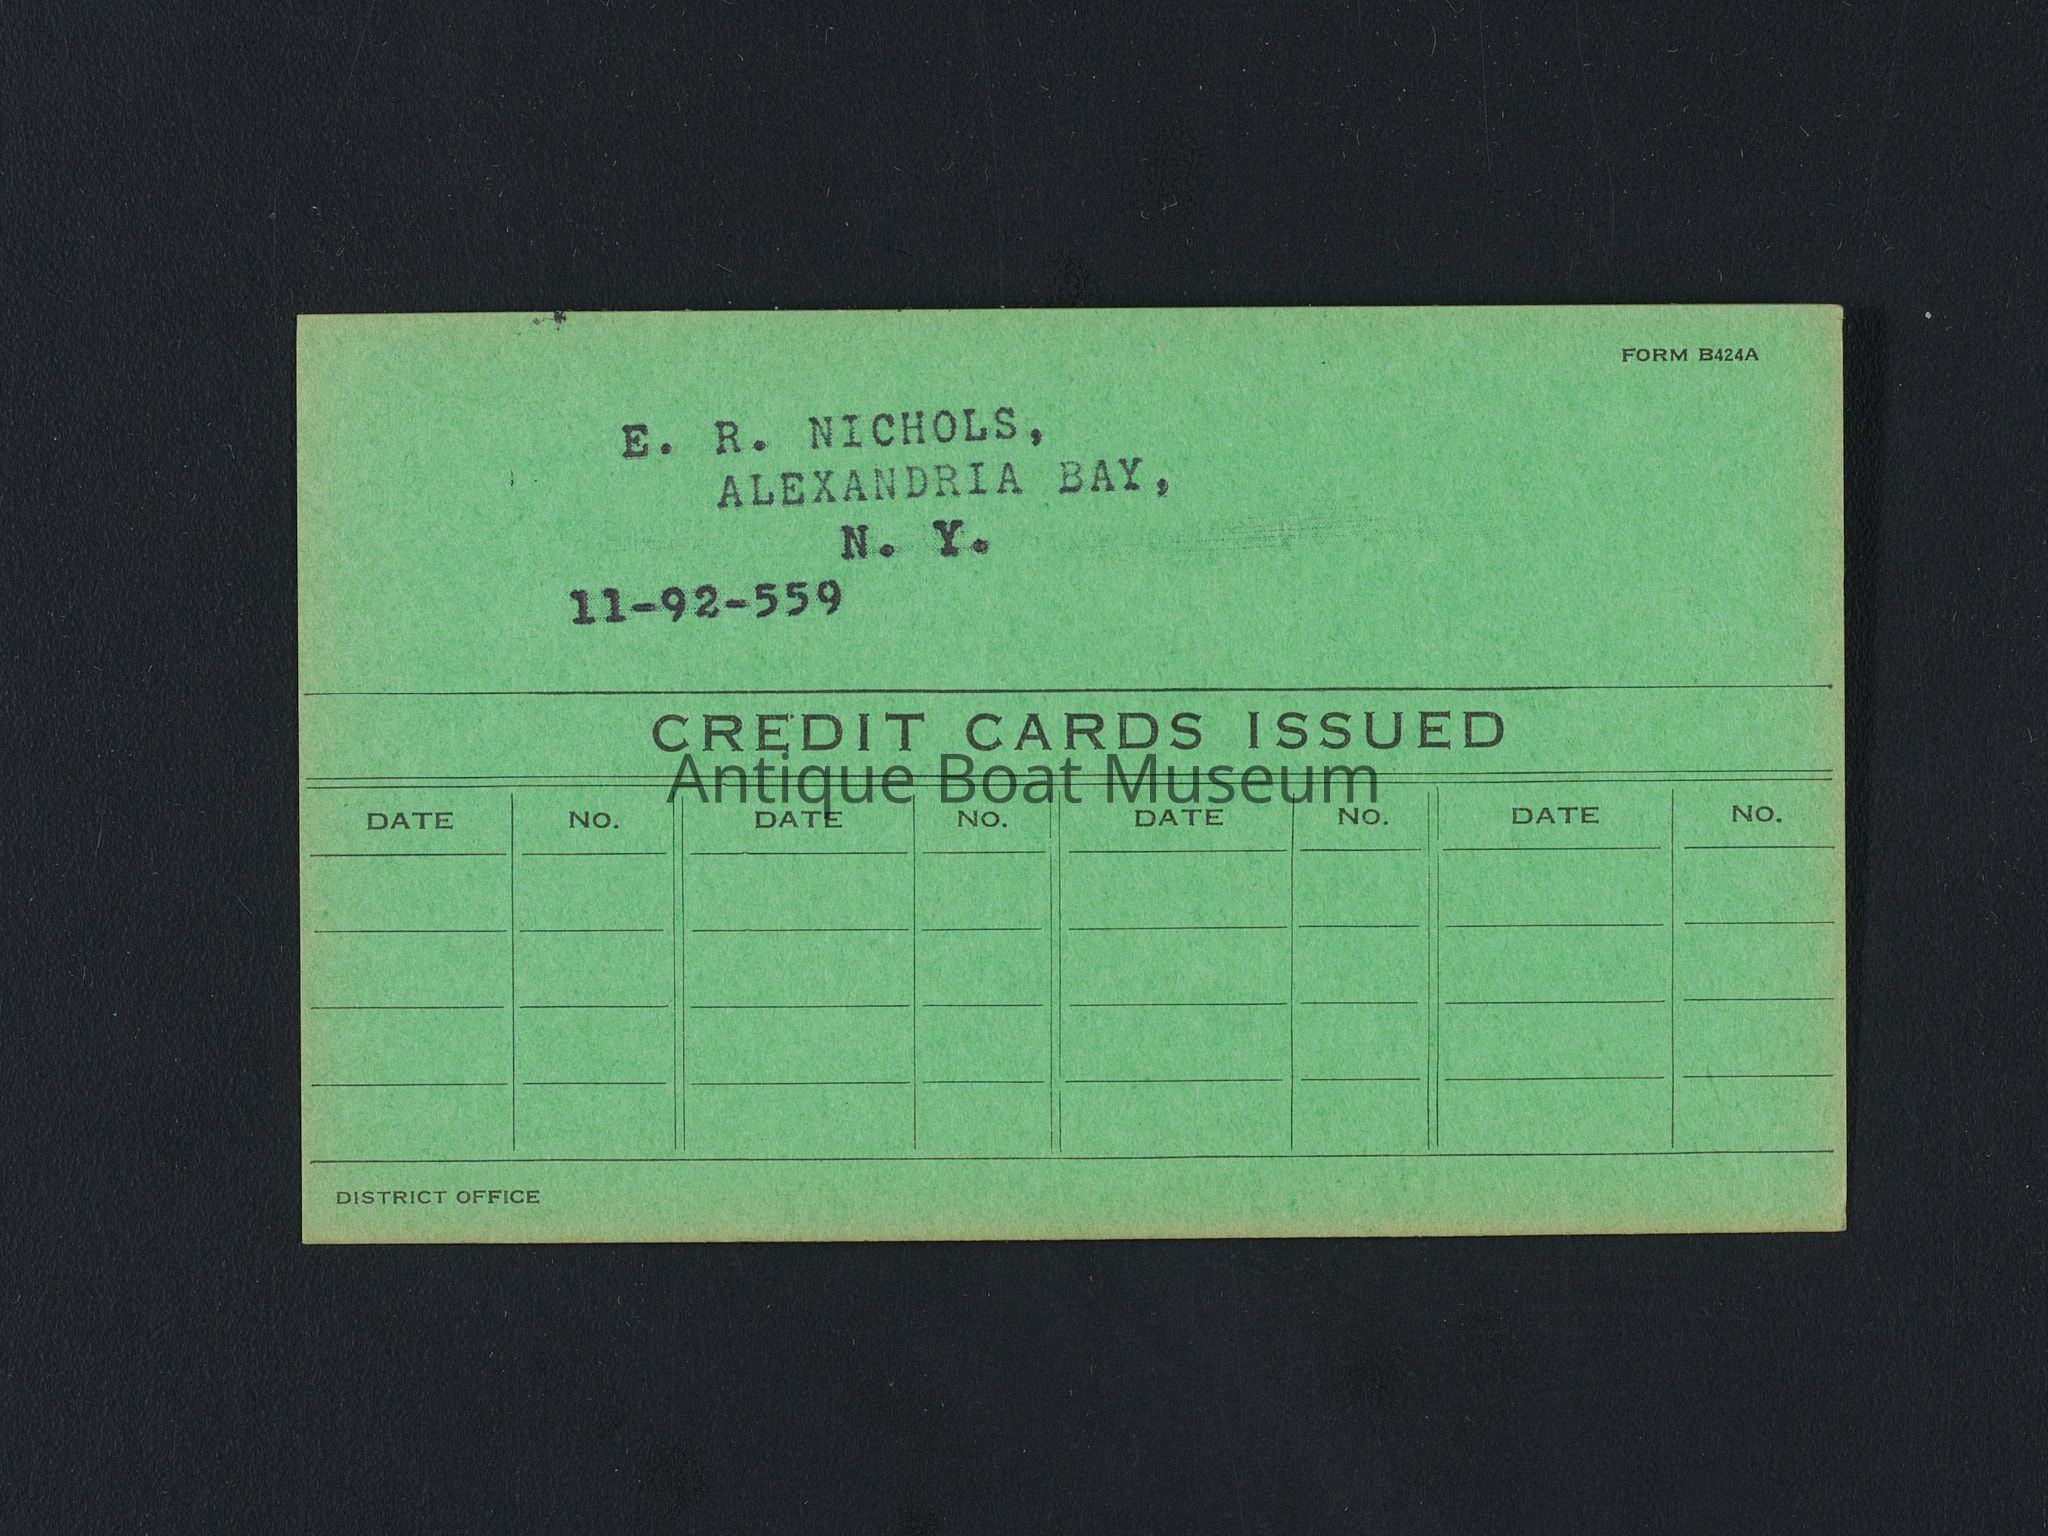 FORM B424A
E. R. NICHOLS,
ALEXANDRIA BAY,
N. Y.
11-92-559
CREDIT CARDS ISSUED
Antique Boat Museum
DATE NO. DATE NO. DATE NO. DATE NO.
DISTRICT OFFICE